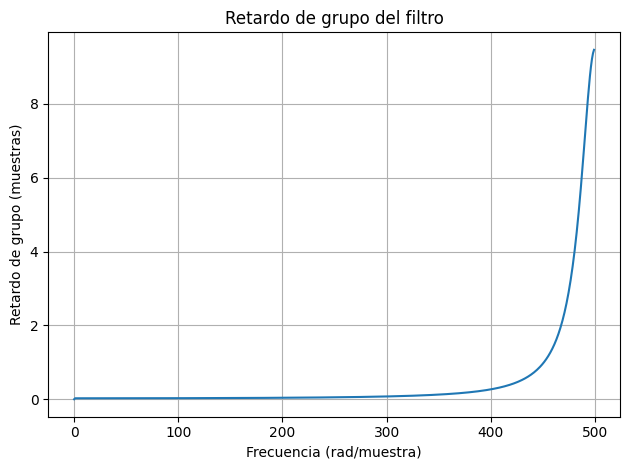 Retardo de grupo del filtro
Retardo de grupo (muestras)
8
6
4
2
0
0 100 200 300 400 500
Frecuencia (rad/muestra)